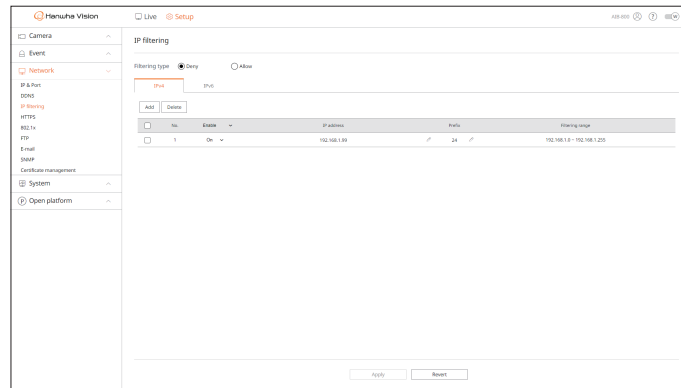 Hanwha Vision
Live
Setup
Camera
Event
Network
IP & Port
DDNS
IP filtering
HTTPS
802.1x
FTP
E-mail
SNMP
Certificate management
System
P Open platform
IP filtering
Filtering type Deny Allow
IPv4 IPv6
Add Delete
No. Enable IP address Prefix Filtering range
1 On 192.168.1.89 24 192.168.1.0 ~ 192.168.1.255
Apply Revert